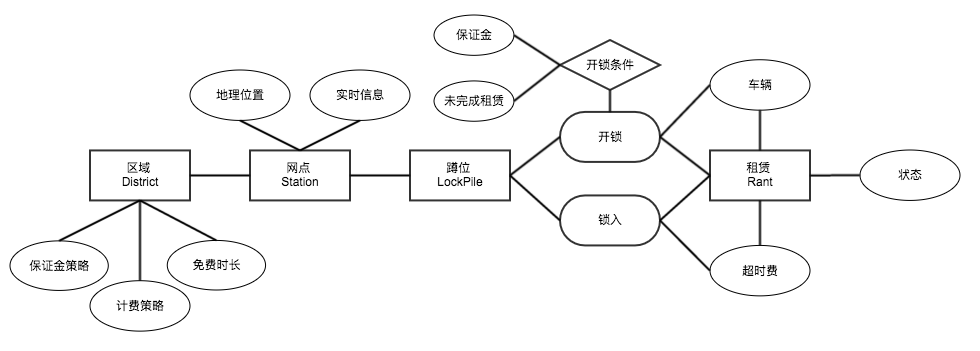 保证金
开锁条件
未完成租赁
地理位置
实时信息
车辆
开锁
区域
District
网点
Station
蹲位
LockPile
租赁
Rant
状态
锁入
保证金策略
免费时长
计费策略
超时费